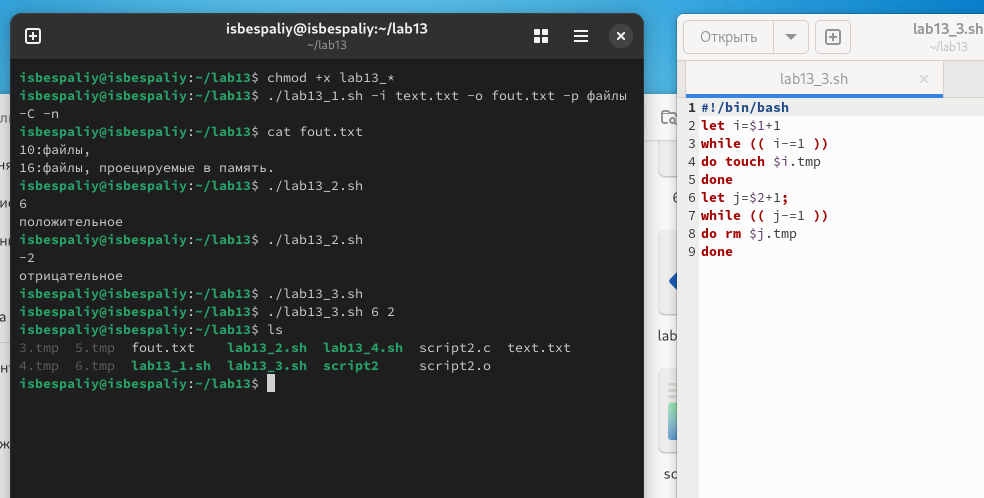 isbespaliy@isbespaliy:~/lab13
~/lab13
isbespaliy@isbespaliy:~/lab13$ chmod +x lab13_*
isbespaliy@isbespaliy:~/lab13$ ./lab13_1.sh -i text.txt -o fout.txt -p файлы
-C -n
isbespaliy@isbespaliy:~/lab13$ cat fout.txt
10:файлы,
16:файлы, проецируемые в память.
isbespaliy@isbespaliy:~/lab13$ ./lab13_2.sh
6
положительное
isbespaliy@isbespaliy:~/lab13$ ./lab13_2.sh
-2
отрицательное
isbespaliy@isbespaliy:~/lab13$ ./lab13_3.sh
isbespaliy@isbespaliy:~/lab13$ ./lab13_3.sh 6 2
isbespaliy@isbespaliy:~/lab13$ ls
3.tmp 5.tmp fout.txt lab13_2.sh lab13_4.sh script2.c text.txt
4.tmp 6.tmp lab13_1.sh lab13_3.sh script2 script2.o
isbespaliy@isbespaliy:~/lab13$
Открыть
lab13_3.sh
~/lab13
lab13_3.sh
1 #!/bin/bash
2 let i=$1+1
3 while (( i-=1 ))
4 do touch $i.tmp
5 done
6 let j=$2+1;
7 while (( j-=1 ))
8 do rm $j.tmp
9 done